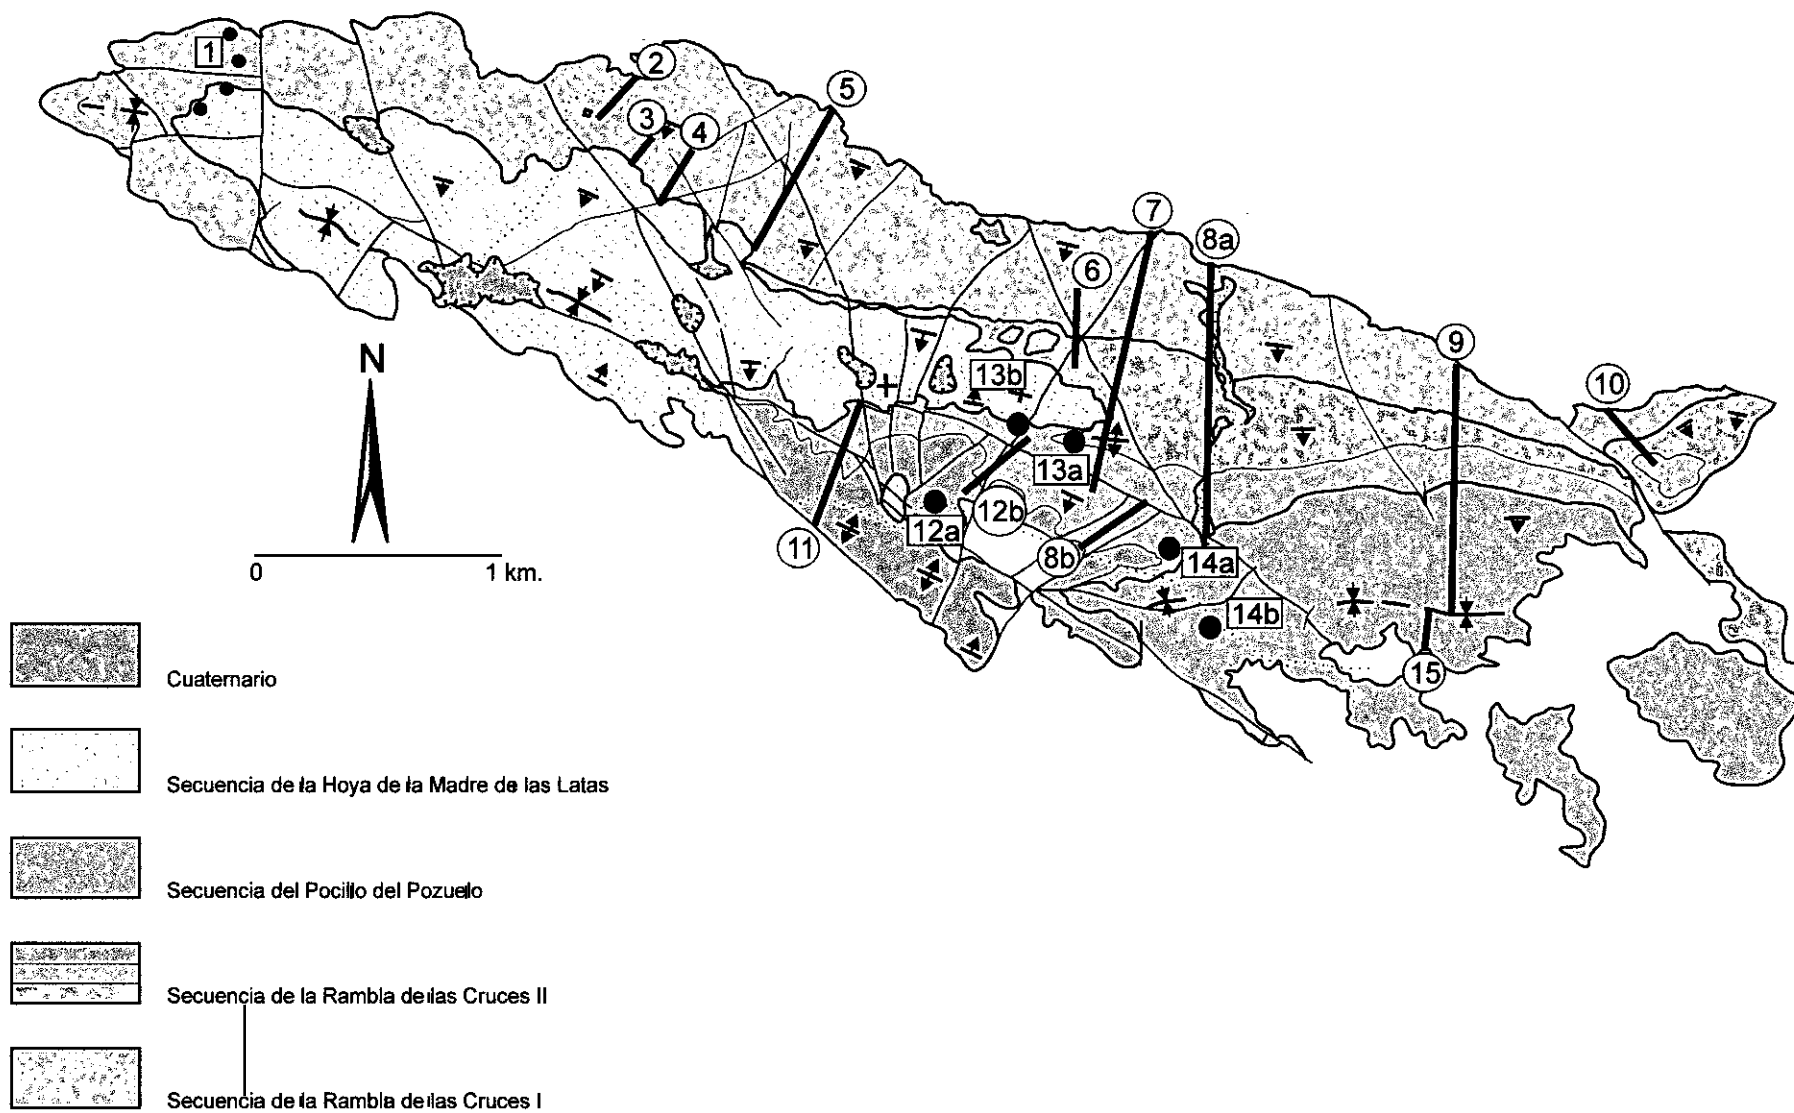 1
2
3
4
5
6
7
8a
9
10
13b
13a
12a
12b
11
8b
14a
14b
15
N
0 1 km.
Cuaternario
Secuencia de la Hoya de la Madre de las Latas
Secuencia del Pocillo del Pozuelo
Secuencia de la Rambla de las Cruces II
Secuencia de la Rambla de las Cruces I